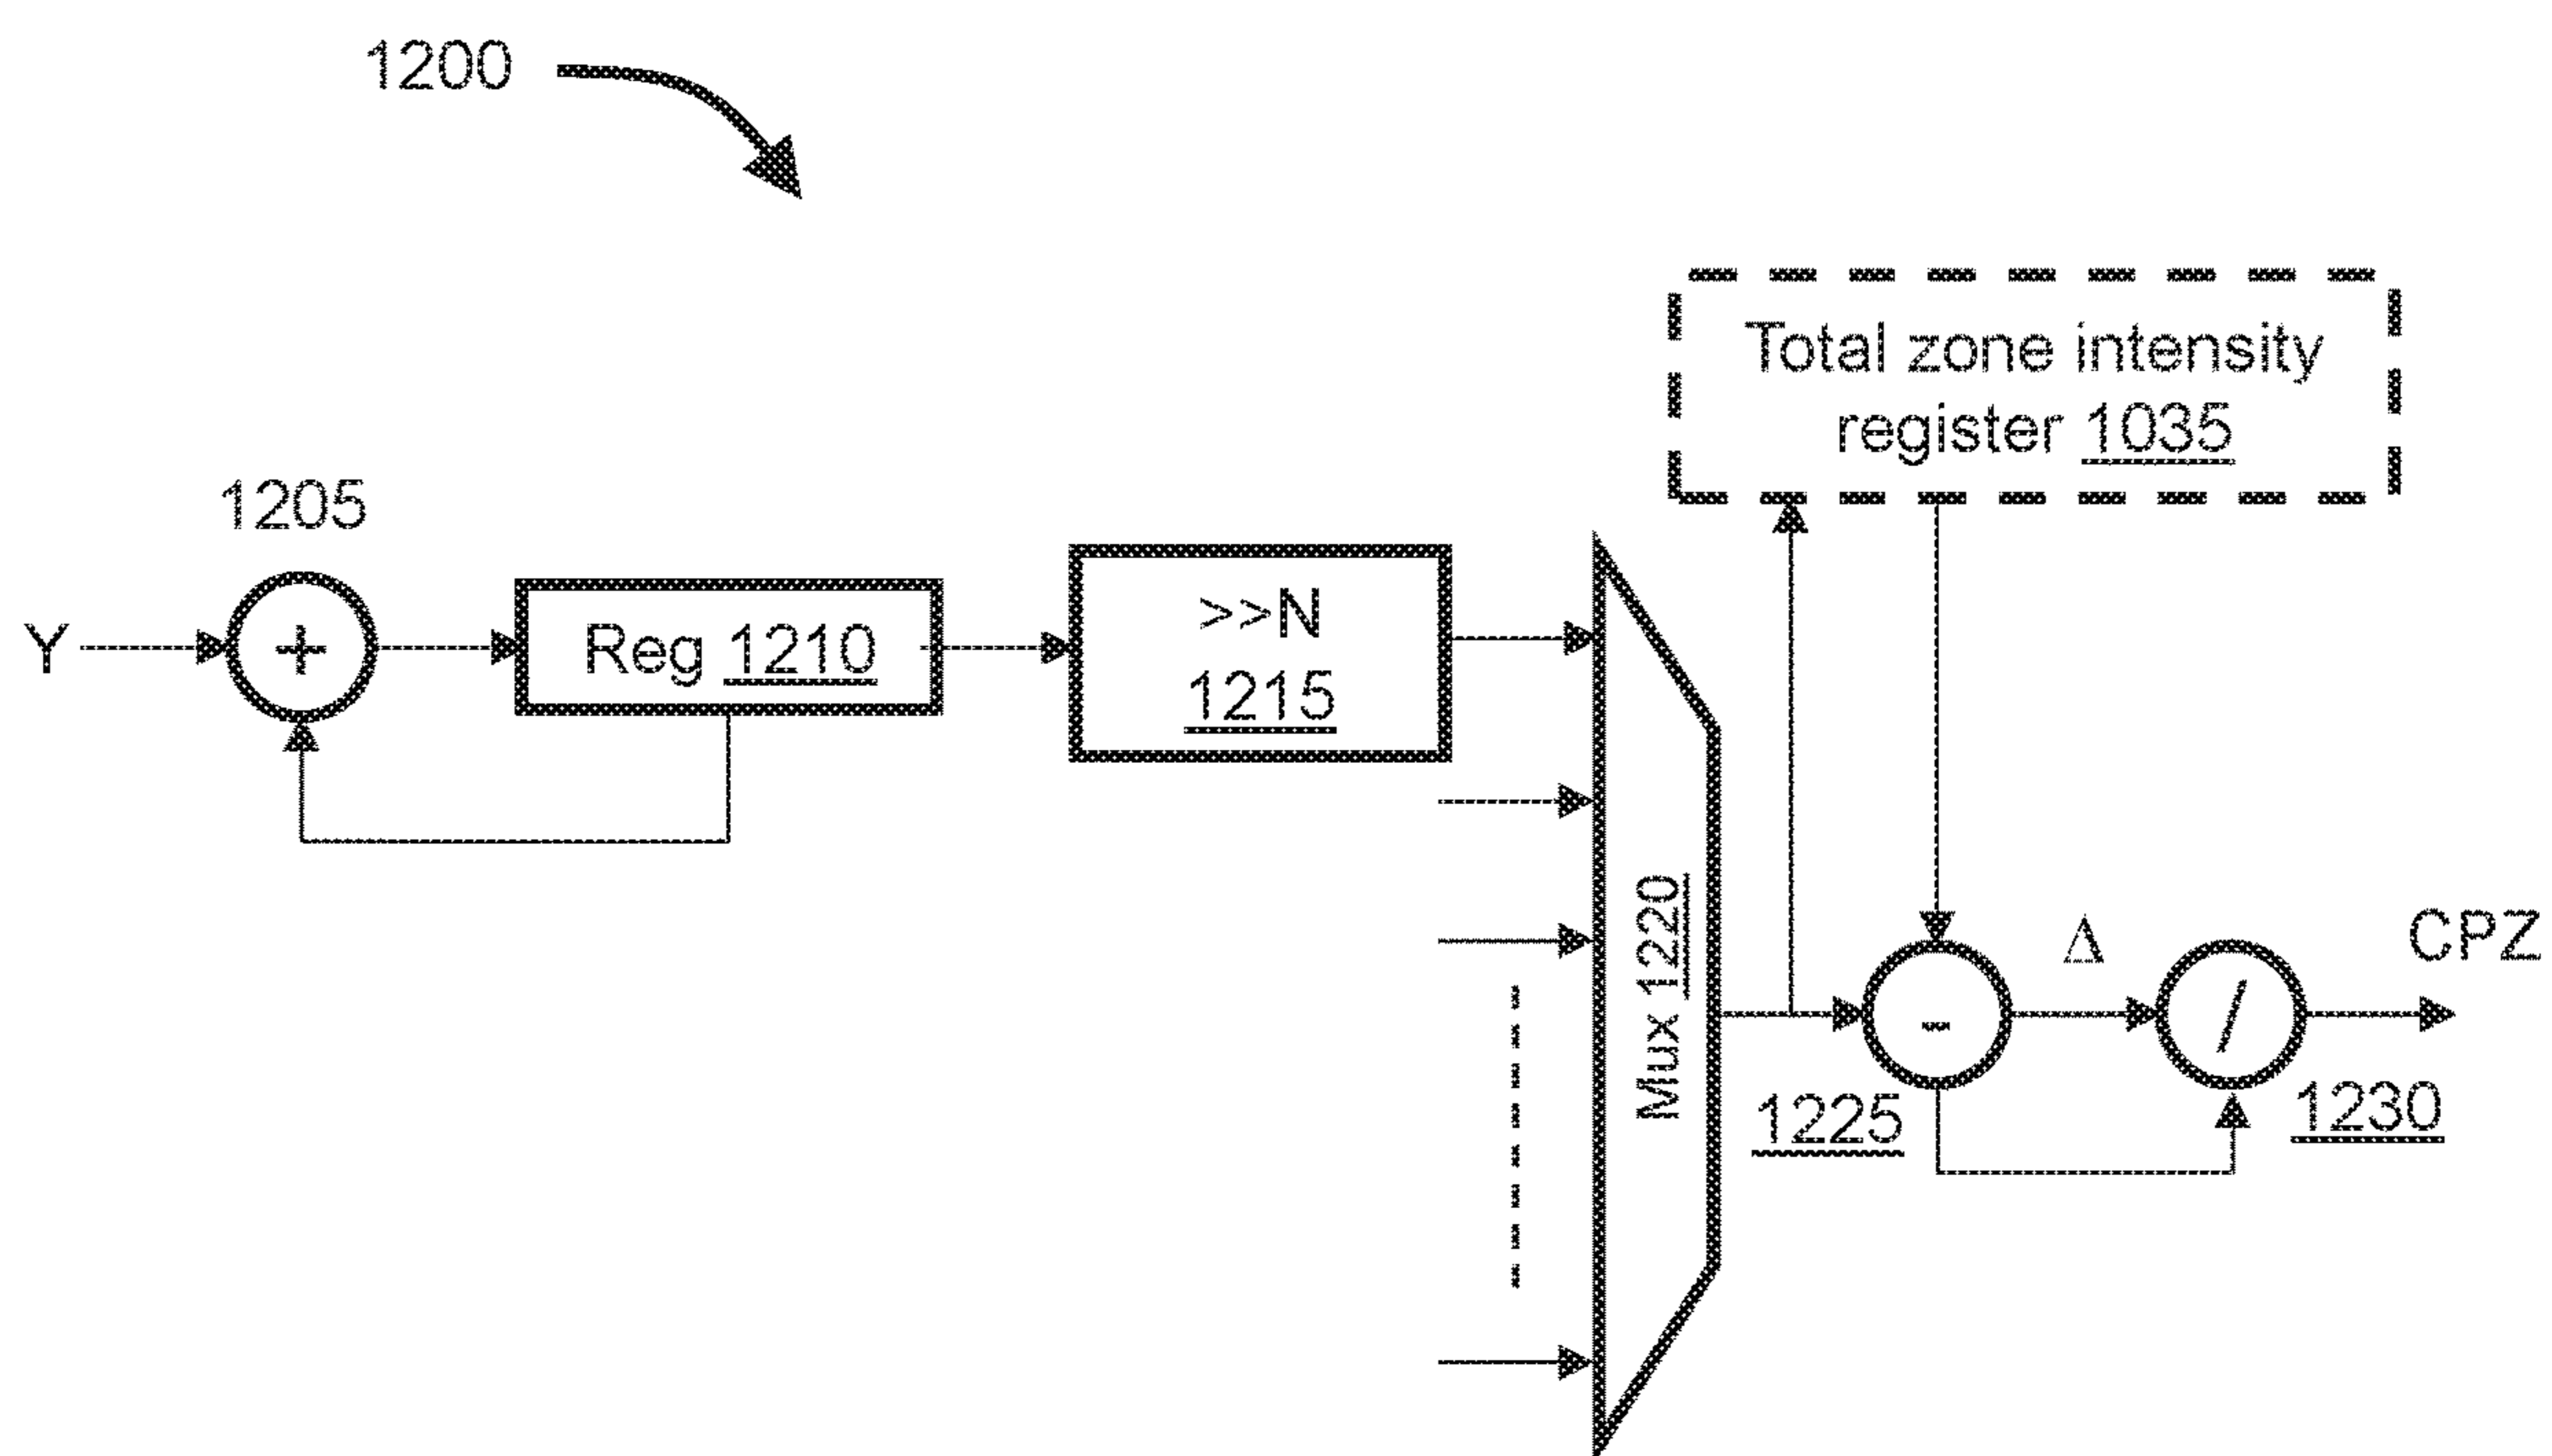 1200
Total zone intensity
register 1035
1205
Y
+
Reg 1210
>>N
1215
Mux 1220
-
1225
Δ
/
1230
CPZ